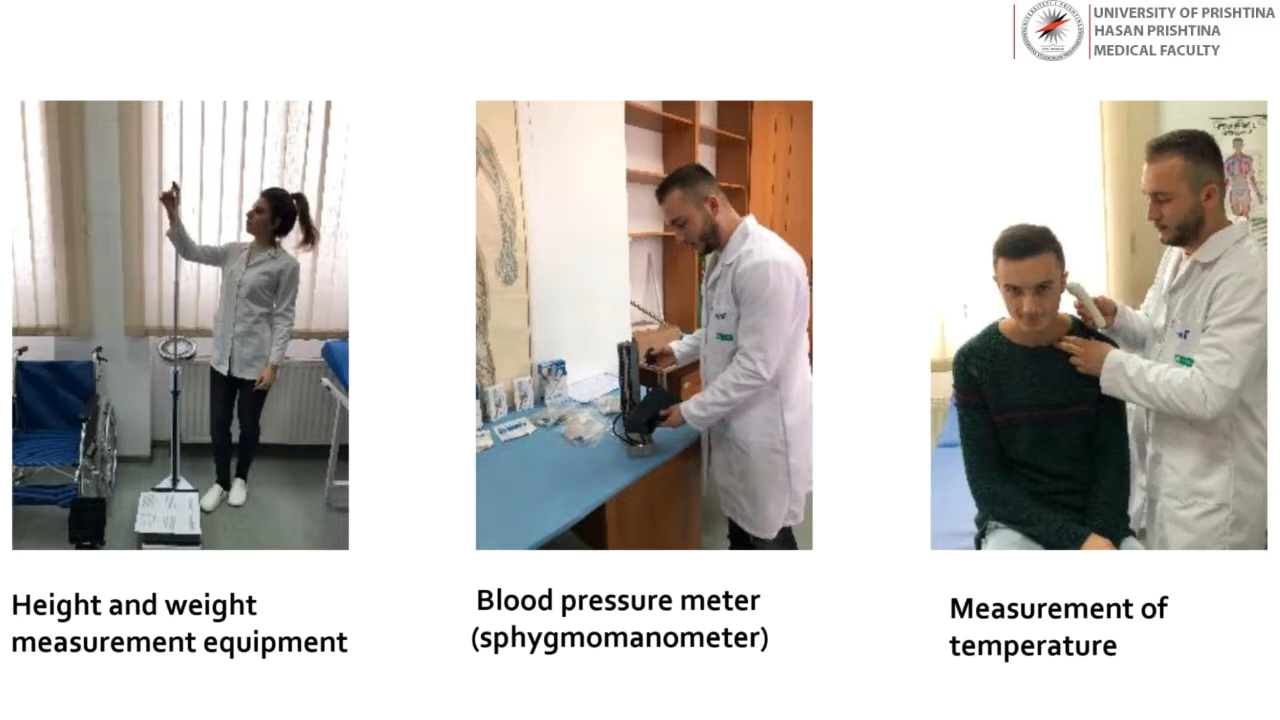 UNIVERSITY OF PRISHTINA
HASAN PRISHTINA
MEDICAL FACULTY
Height and weight
measurement equipment
Blood pressure meter
(sphygmomanometer)
Measurement of
temperature